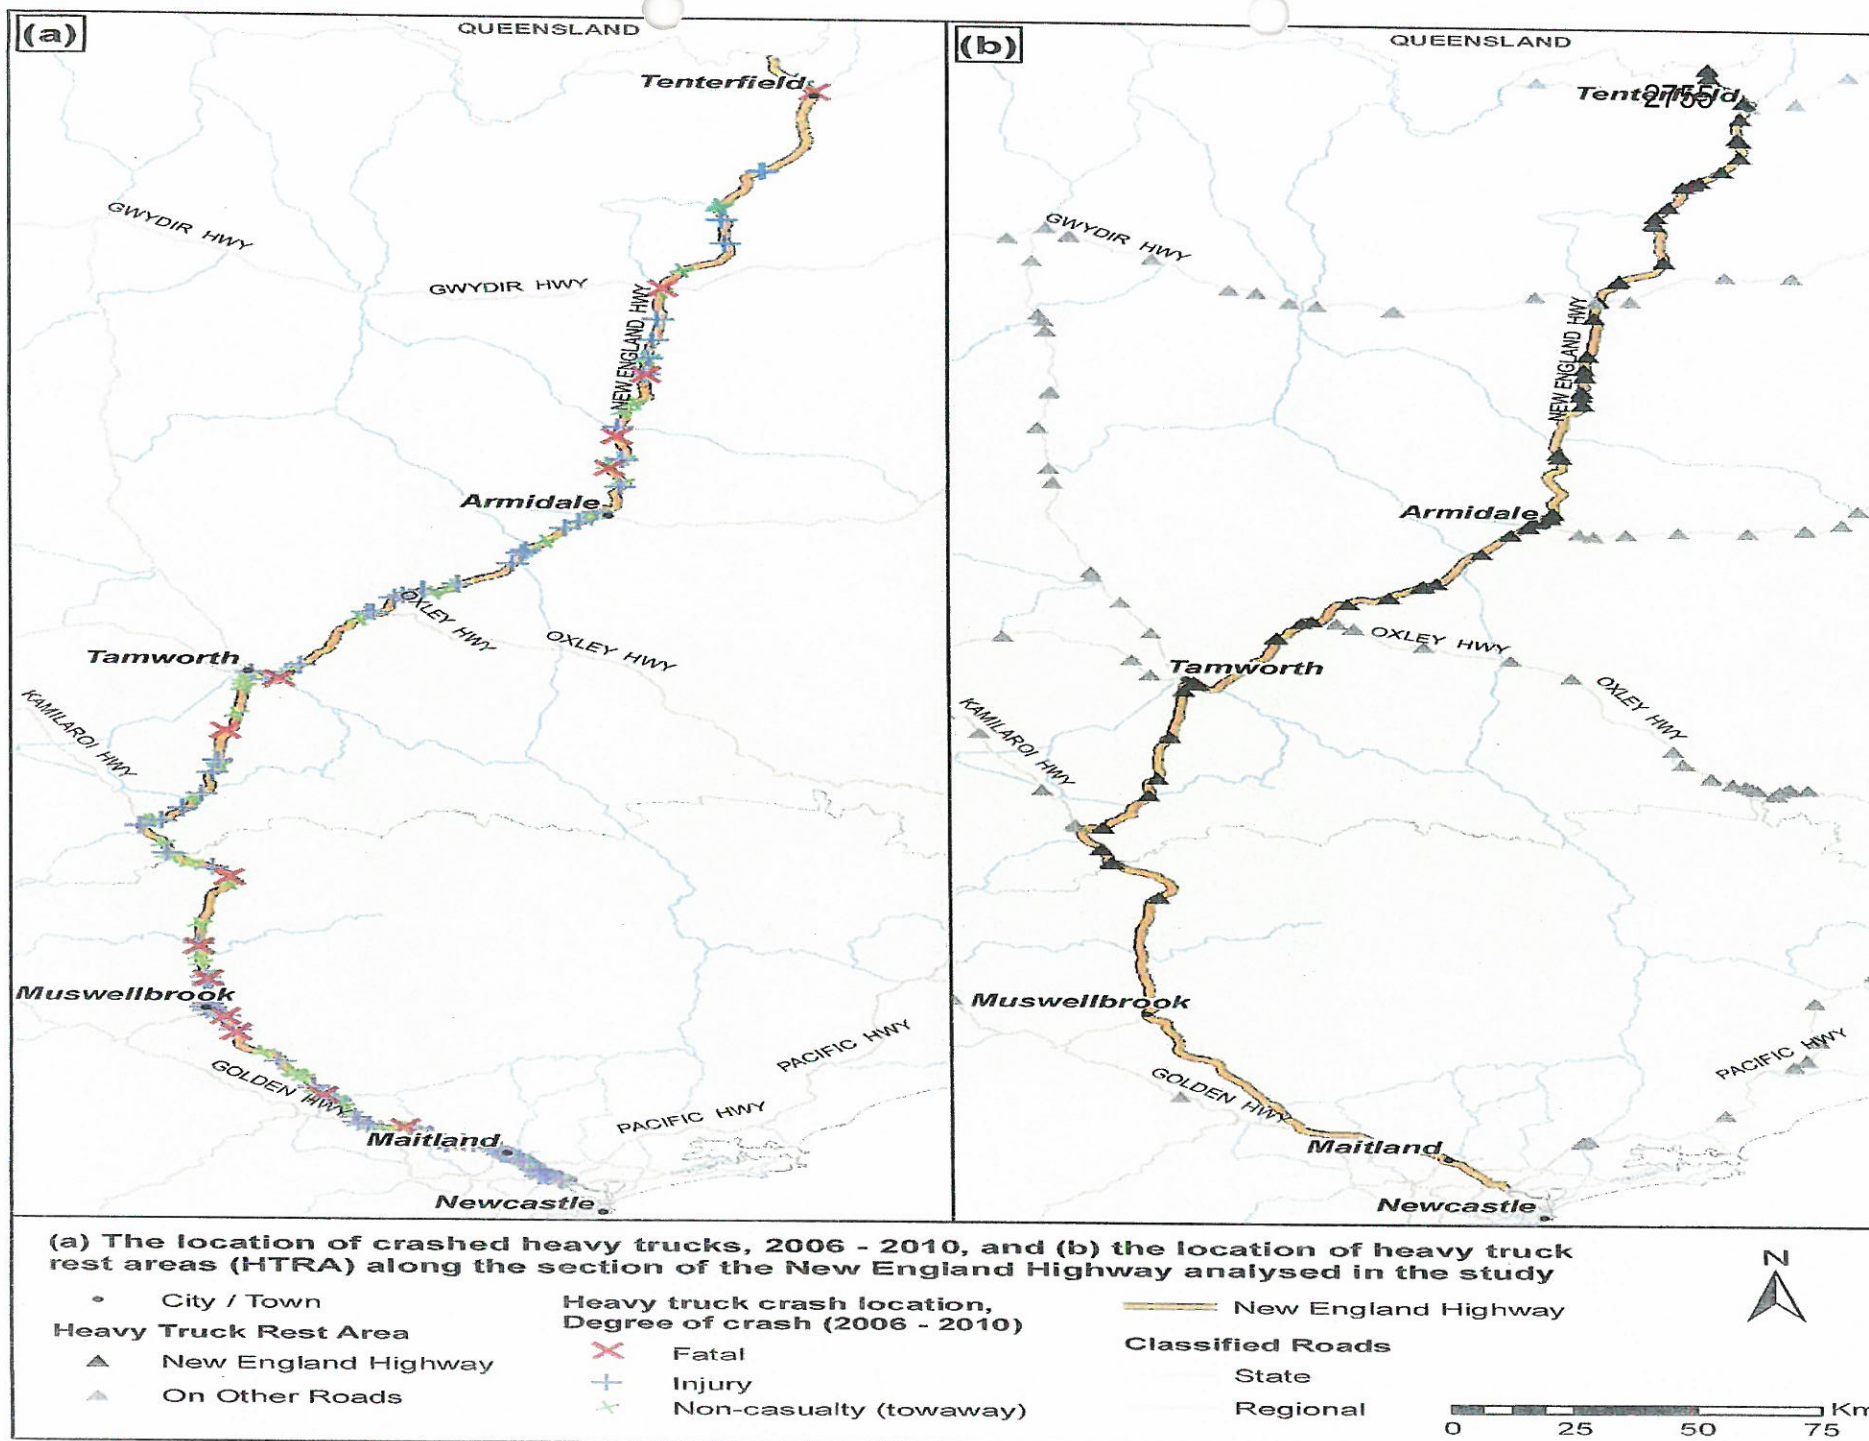 (a)
QUEENSLAND
Tenterfield
GWYDIR HWY
GWYDIR HWY
NEW ENGLAND HWY
Armidale
OXLEY HWY
OXLEY HWY
Tamworth
KAMILAROI HWY
Muswellbrook
GOLDEN HWY
PACIFIC HWY
PACIFIC HWY
Maitland
Newcastle
(b)
QUEENSLAND
Tenterfield
2755
GWYDIR HWY
NEW ENGLAND HWY
Armidale
OXLEY HWY
Tamworth
OXLEY HWY
KAMILAROI HWY
Muswellbrook
PACIFIC HWY
GOLDEN HWY
Maitland
Newcastle
(a) The location of crashed heavy trucks, 2006 - 2010, and (b) the location of heavy truck
rest areas (HTRA) along the section of the New England Highway analysed in the study
City / Town
Heavy Truck Rest Area
New England Highway
On Other Roads
Heavy truck crash location,
Degree of crash (2006 - 2010)
Fatal
Injury
Non-casualty (towaway)
New England Highway
Classified Roads
State
Regional
N
Km
0 25 50 75